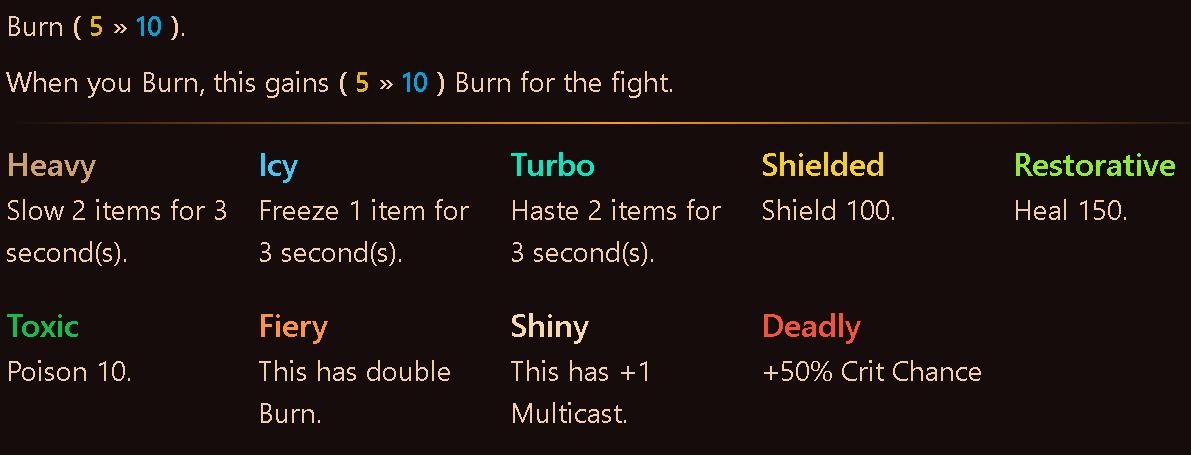 Burn ( 5 » 10 ).
When you Burn, this gains ( 5 » 10 ) Burn for the fight.
Heavy
Slow 2 items for 3
second(s).
Icy
Freeze 1 item for
3 second(s).
Turbo
Haste 2 items for
3 second(s).
Shielded
Shield 100.
Restorative
Heal 150.
Toxic
Poison 10.
Fiery
This has double
Burn.
Shiny
This has +1
Multicast.
Deadly
+50% Crit Chance